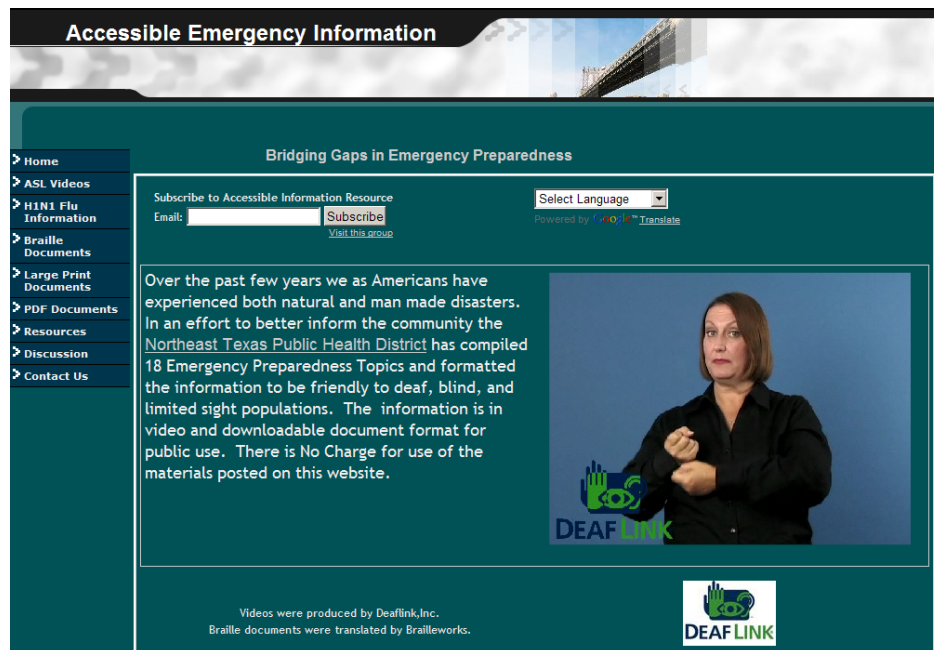 Accessible Emergency Information
Bridging Gaps in Emergency Preparedness
Home
ASL Videos
H1N1 Flu
Information
Braille
Documents
Large Print
Documents
PDF Documents
Resources
Discussion
Contact Us
Subscribe to Accessible Information Resource
Email:
Subscribe
Visit this group
Select Language
Powered by Google™ Translate
Over the past few years we as Americans have
experienced both natural and man made disasters.
In an effort to better inform the community the
Northeast Texas Public Health District has compiled
18 Emergency Preparedness Topics and formatted
the information to be friendly to deaf, blind, and
limited sight populations.  The  information is in
video and downloadable document format for
public use.  There is No Charge for use of the
materials posted on this website.
DEAF LINK
Videos were produced by Deaflink,Inc.
Braille documents were translated by Brailleworks.
DEAF LINK